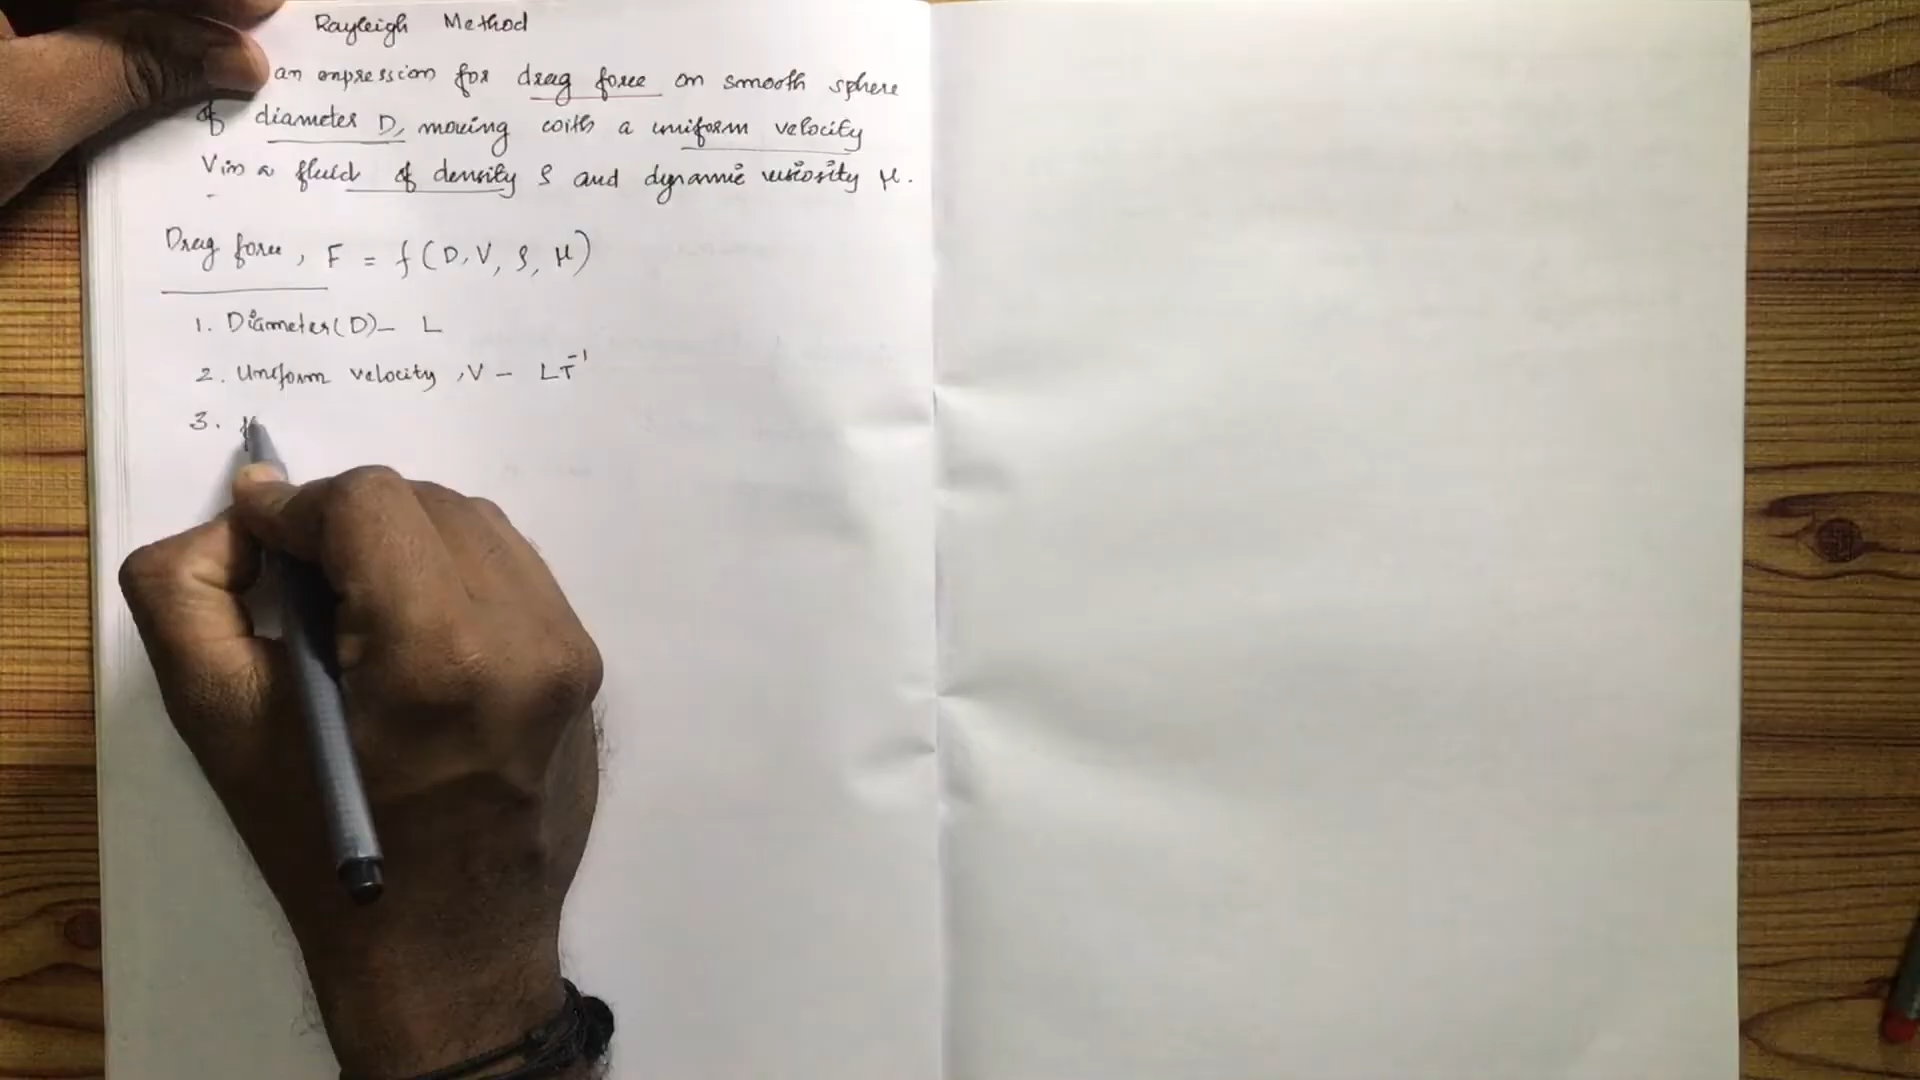 Rayleigh Method
an expression for drag force on smooth sphere
of diameter D, moving with a uniform velocity
V in a fluid of density ρ and dynamic viscosity μ.
Drag force, F = f(D, V, ρ, μ)
1. Diameter (D) – L
2. Uniform velocity, V – LT⁻¹
3.